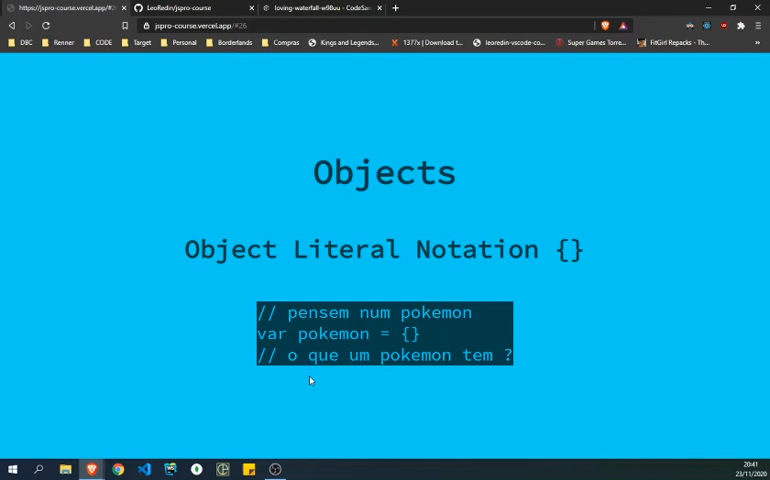 https://jspro-course.vercel.app/#2
LeoRedin/jspro-course
loving-waterfall-w98uu - CodeSan
jspro-course.vercel.app/#26
DBC
Renner
CODE
Target
Personal
Borderlands
Compras
Kings and Legends...
1377x | Download t...
leoredin-vscode-co...
Super Games Torre...
FitGirl Repacks - Th...
Objects
Object Literal Notation {}
// pensem num pokemon
var pokemon = {}
// o que um pokemon tem ?
20:41
23/11/2020